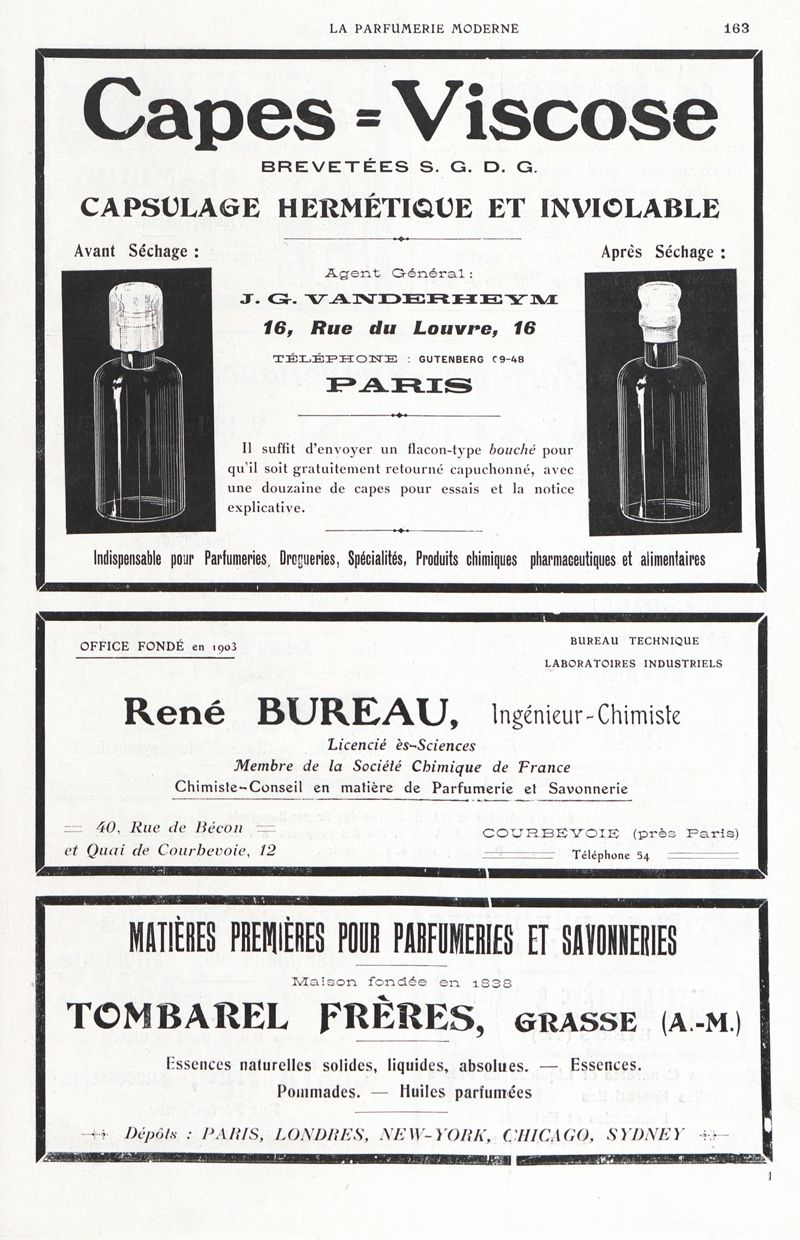 LA PARFUMERIE MODERNE
163
Capes = Viscose
BREVETÉES S. G. D. G.
CAPSULAGE HERMÉTIQUE ET INVIOLABLE
Avant Séchage :
Après Séchage :
Agent Général :
J. G. VANDERHEYM
16, Rue du Louvre, 16
TÉLÉPHONE : GUTENBERG 09-48
PARIS
Il suffit d'envoyer un flacon-type bouché pour
qu'il soit gratuitement retourné capuchonné, avec
une douzaine de capes pour essais et la notice
explicative.
Indispensable pour Parfumeries, Drogueries, Spécialités, Produits chimiques pharmaceutiques et alimentaires
OFFICE FONDÉ en 1903
BUREAU TECHNIQUE
LABORATOIRES INDUSTRIELS
René BUREAU, Ingénieur-Chimiste
Licencié ès-Sciences
Membre de la Société Chimique de France
Chimiste-Conseil en matière de Parfumerie et Savonnerie
40, Rue de Bécon
et Quai de Courbevoie, 12
COURBEVOIE (près Paris)
Téléphone 54
MATIÈRES PREMIÈRES POUR PARFUMERIES ET SAVONNERIES
Maison fondée en 1838
TOMBAREL FRÈRES, GRASSE (A.-M.)
Essences naturelles solides, liquides, absolues. — Essences.
Pommades. — Huiles parfumées
Dépôts : PARIS, LONDRES, NEW-YORK, CHICAGO, SYDNEY
1